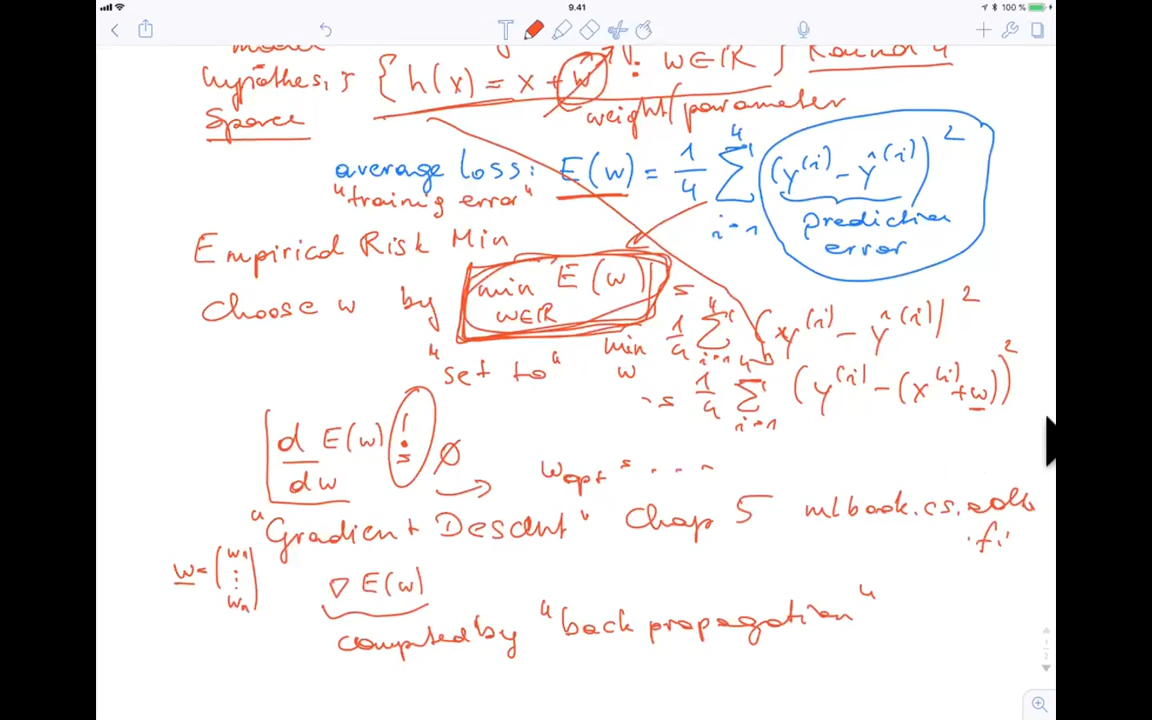 9.41
100 %
hypothesis { h(x) = x + w : w∈ℝ } Round 4
Space
weight/parameter
average loss: E(w) = 1/4 ∑_{i=1}^{4} (y^(i) - ŷ^(i))^2
"training error"
prediction
error
Empirical Risk Min
choose w by min_{w∈ℝ} E(w) = 1/4 ∑_{i=1}^{4} (y^(i) - ŷ^(i))^2
"set to"
min w
= 1/4 ∑_{i=1}^{4} (y^(i) - (x^(i) + w))^2
d/dw E(w) != 0
w_opt = ...
"Gradient Descent" Chap 5 mlbook.cs.aalto
.fi
w = (w1 ⋮ wn)
∇ E(w)
computed by "back propagation"